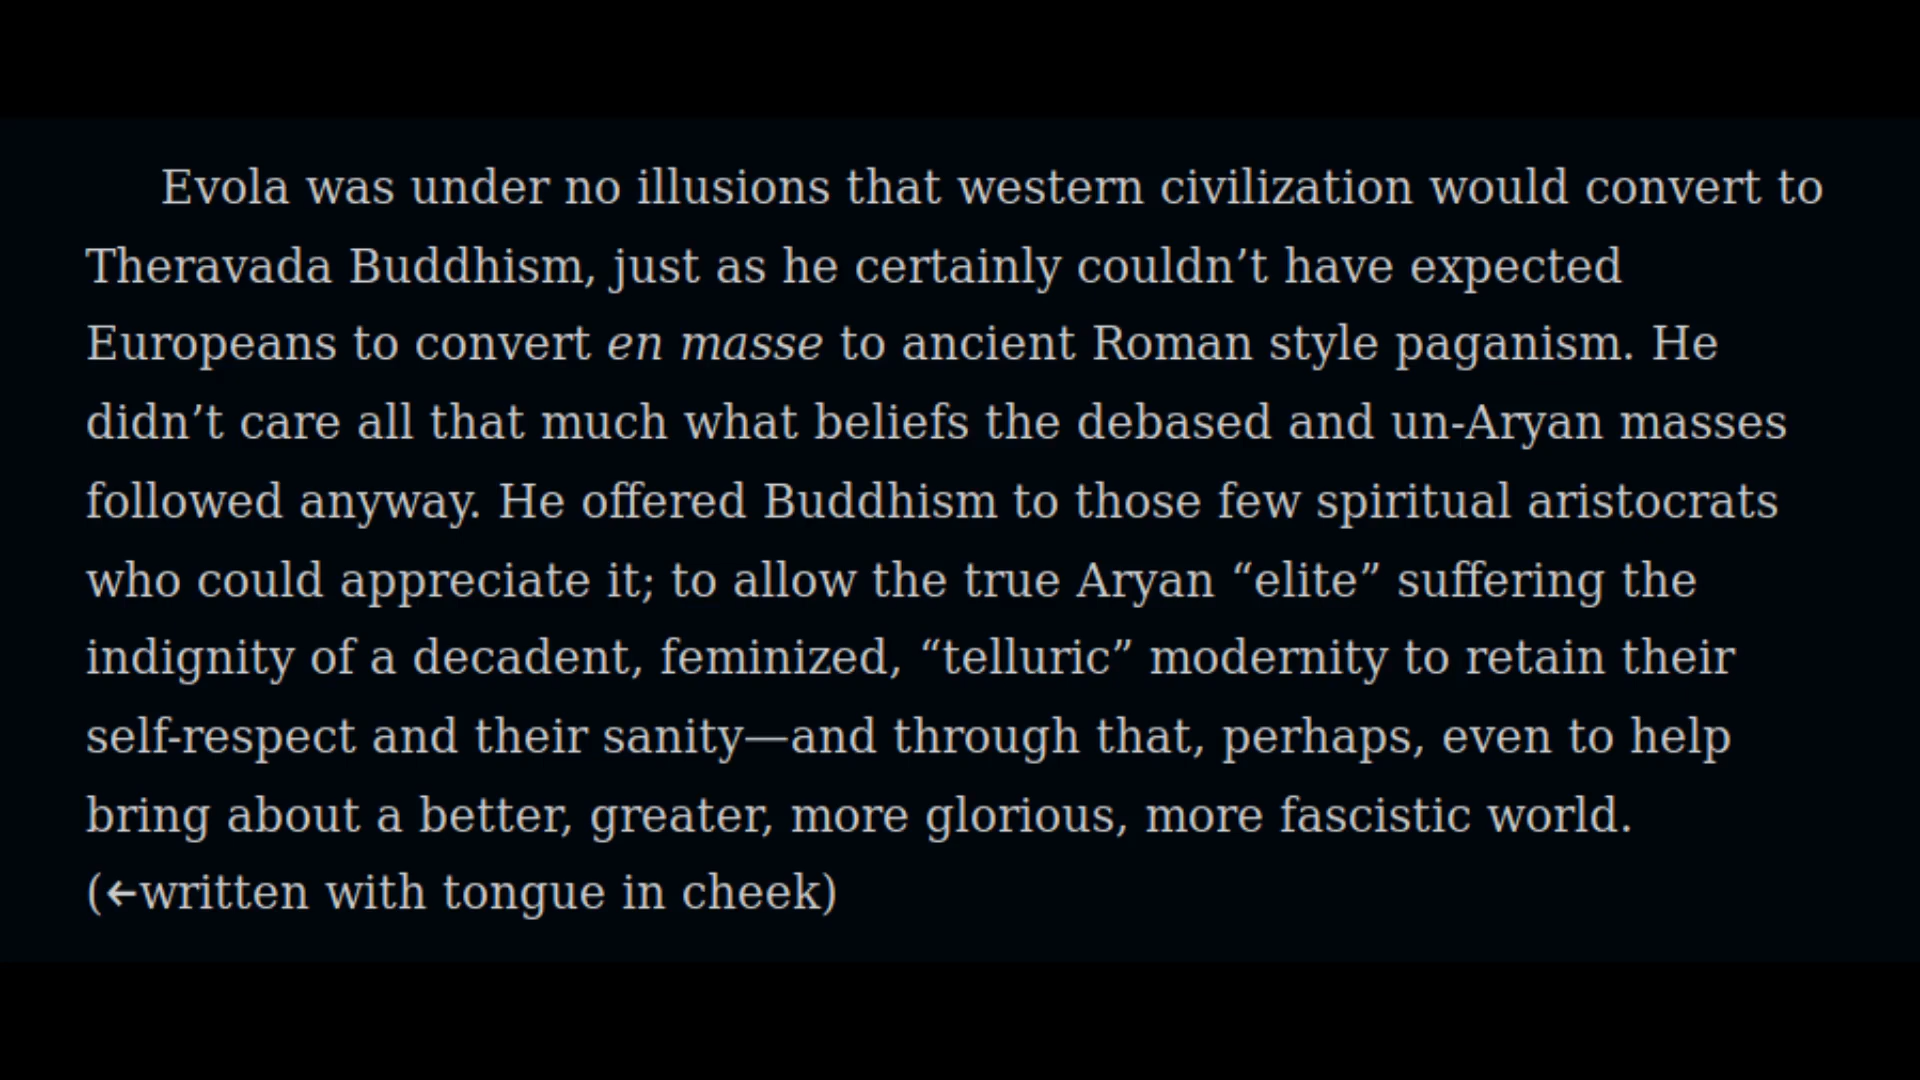 Evola was under no illusions that western civilization would convert to
Theravada Buddhism, just as he certainly couldn’t have expected
Europeans to convert en masse to ancient Roman style paganism. He
didn’t care all that much what beliefs the debased and un-Aryan masses
followed anyway. He offered Buddhism to those few spiritual aristocrats
who could appreciate it; to allow the true Aryan “elite” suffering the
indignity of a decadent, feminized, “telluric” modernity to retain their
self-respect and their sanity—and through that, perhaps, even to help
bring about a better, greater, more glorious, more fascistic world.
(←written with tongue in cheek)